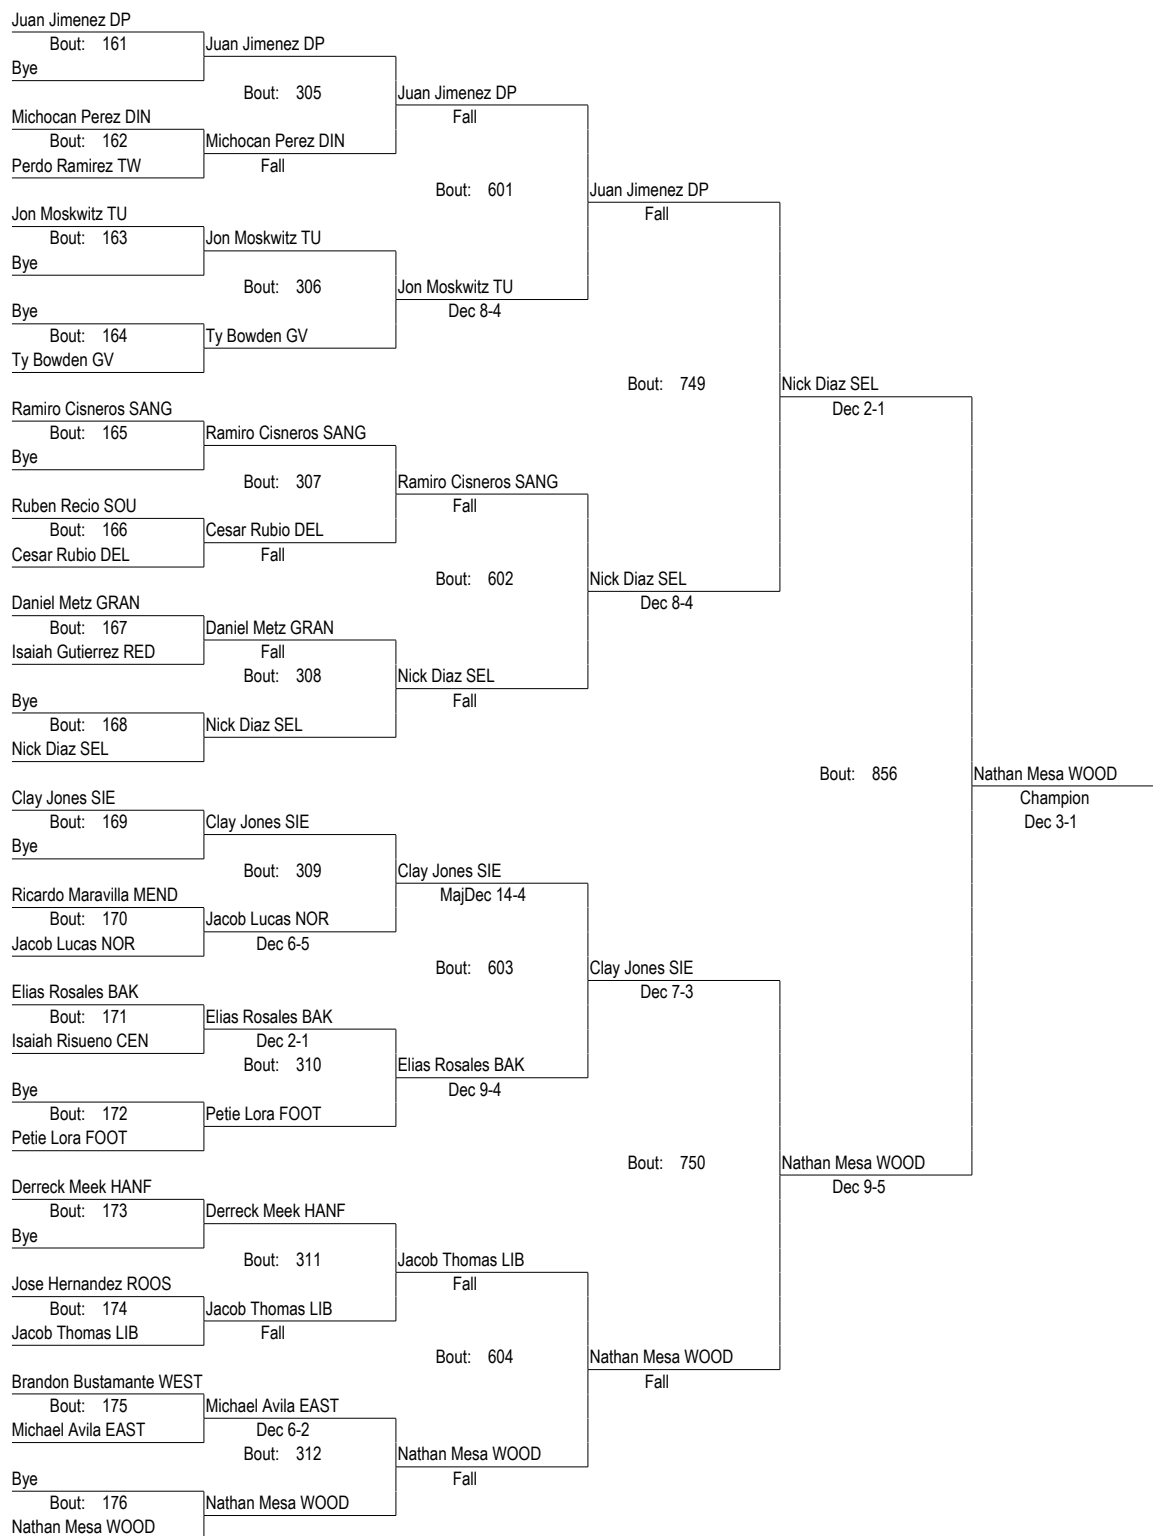 Juan Jimenez DP
Bout: 161
Juan Jimenez DP
Bye
Bout: 305
Juan Jimenez DP
Michocan Perez DIN
Fall
Bout: 162
Michocan Perez DIN
Perdo Ramirez TW
Fall
Bout: 601
Juan Jimenez DP
Jon Moskwitz TU
Fall
Bout: 163
Jon Moskwitz TU
Bye
Bout: 306
Jon Moskwitz TU
Bye
Dec 8-4
Bout: 164
Ty Bowden GV
Ty Bowden GV
Bout: 749
Nick Diaz SEL
Ramiro Cisneros SANG
Dec 2-1
Bout: 165
Ramiro Cisneros SANG
Bye
Bout: 307
Ramiro Cisneros SANG
Ruben Recio SOU
Fall
Bout: 166
Cesar Rubio DEL
Cesar Rubio DEL
Fall
Bout: 602
Nick Diaz SEL
Daniel Metz GRAN
Dec 8-4
Bout: 167
Daniel Metz GRAN
Isaiah Gutierrez RED
Fall
Bout: 308
Nick Diaz SEL
Bye
Fall
Bout: 168
Nick Diaz SEL
Nick Diaz SEL
Bout: 856
Nathan Mesa WOOD
Clay Jones SIE
Champion
Bout: 169
Clay Jones SIE
Dec 3-1
Bye
Bout: 309
Clay Jones SIE
Ricardo Maravilla MEND
MajDec 14-4
Bout: 170
Jacob Lucas NOR
Jacob Lucas NOR
Dec 6-5
Bout: 603
Clay Jones SIE
Elias Rosales BAK
Dec 7-3
Bout: 171
Elias Rosales BAK
Isaiah Risueno CEN
Dec 2-1
Bout: 310
Elias Rosales BAK
Bye
Dec 9-4
Bout: 172
Petie Lora FOOT
Petie Lora FOOT
Bout: 750
Nathan Mesa WOOD
Derreck Meek HANF
Dec 9-5
Bout: 173
Derreck Meek HANF
Bye
Bout: 311
Jacob Thomas LIB
Jose Hernandez ROOS
Fall
Bout: 174
Jacob Thomas LIB
Jacob Thomas LIB
Fall
Bout: 604
Nathan Mesa WOOD
Brandon Bustamante WEST
Fall
Bout: 175
Michael Avila EAST
Michael Avila EAST
Dec 6-2
Bout: 312
Nathan Mesa WOOD
Bye
Fall
Bout: 176
Nathan Mesa WOOD
Nathan Mesa WOOD